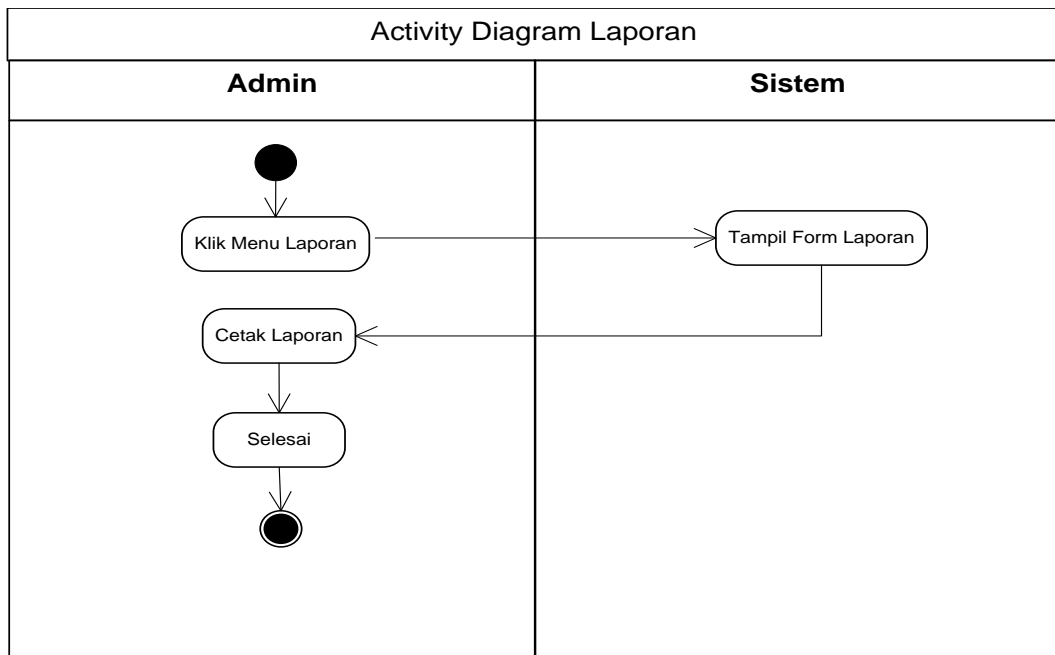 Activity Diagram Laporan
Admin
Sistem
Klik Menu Laporan
Tampil Form Laporan
Cetak Laporan
Selesai